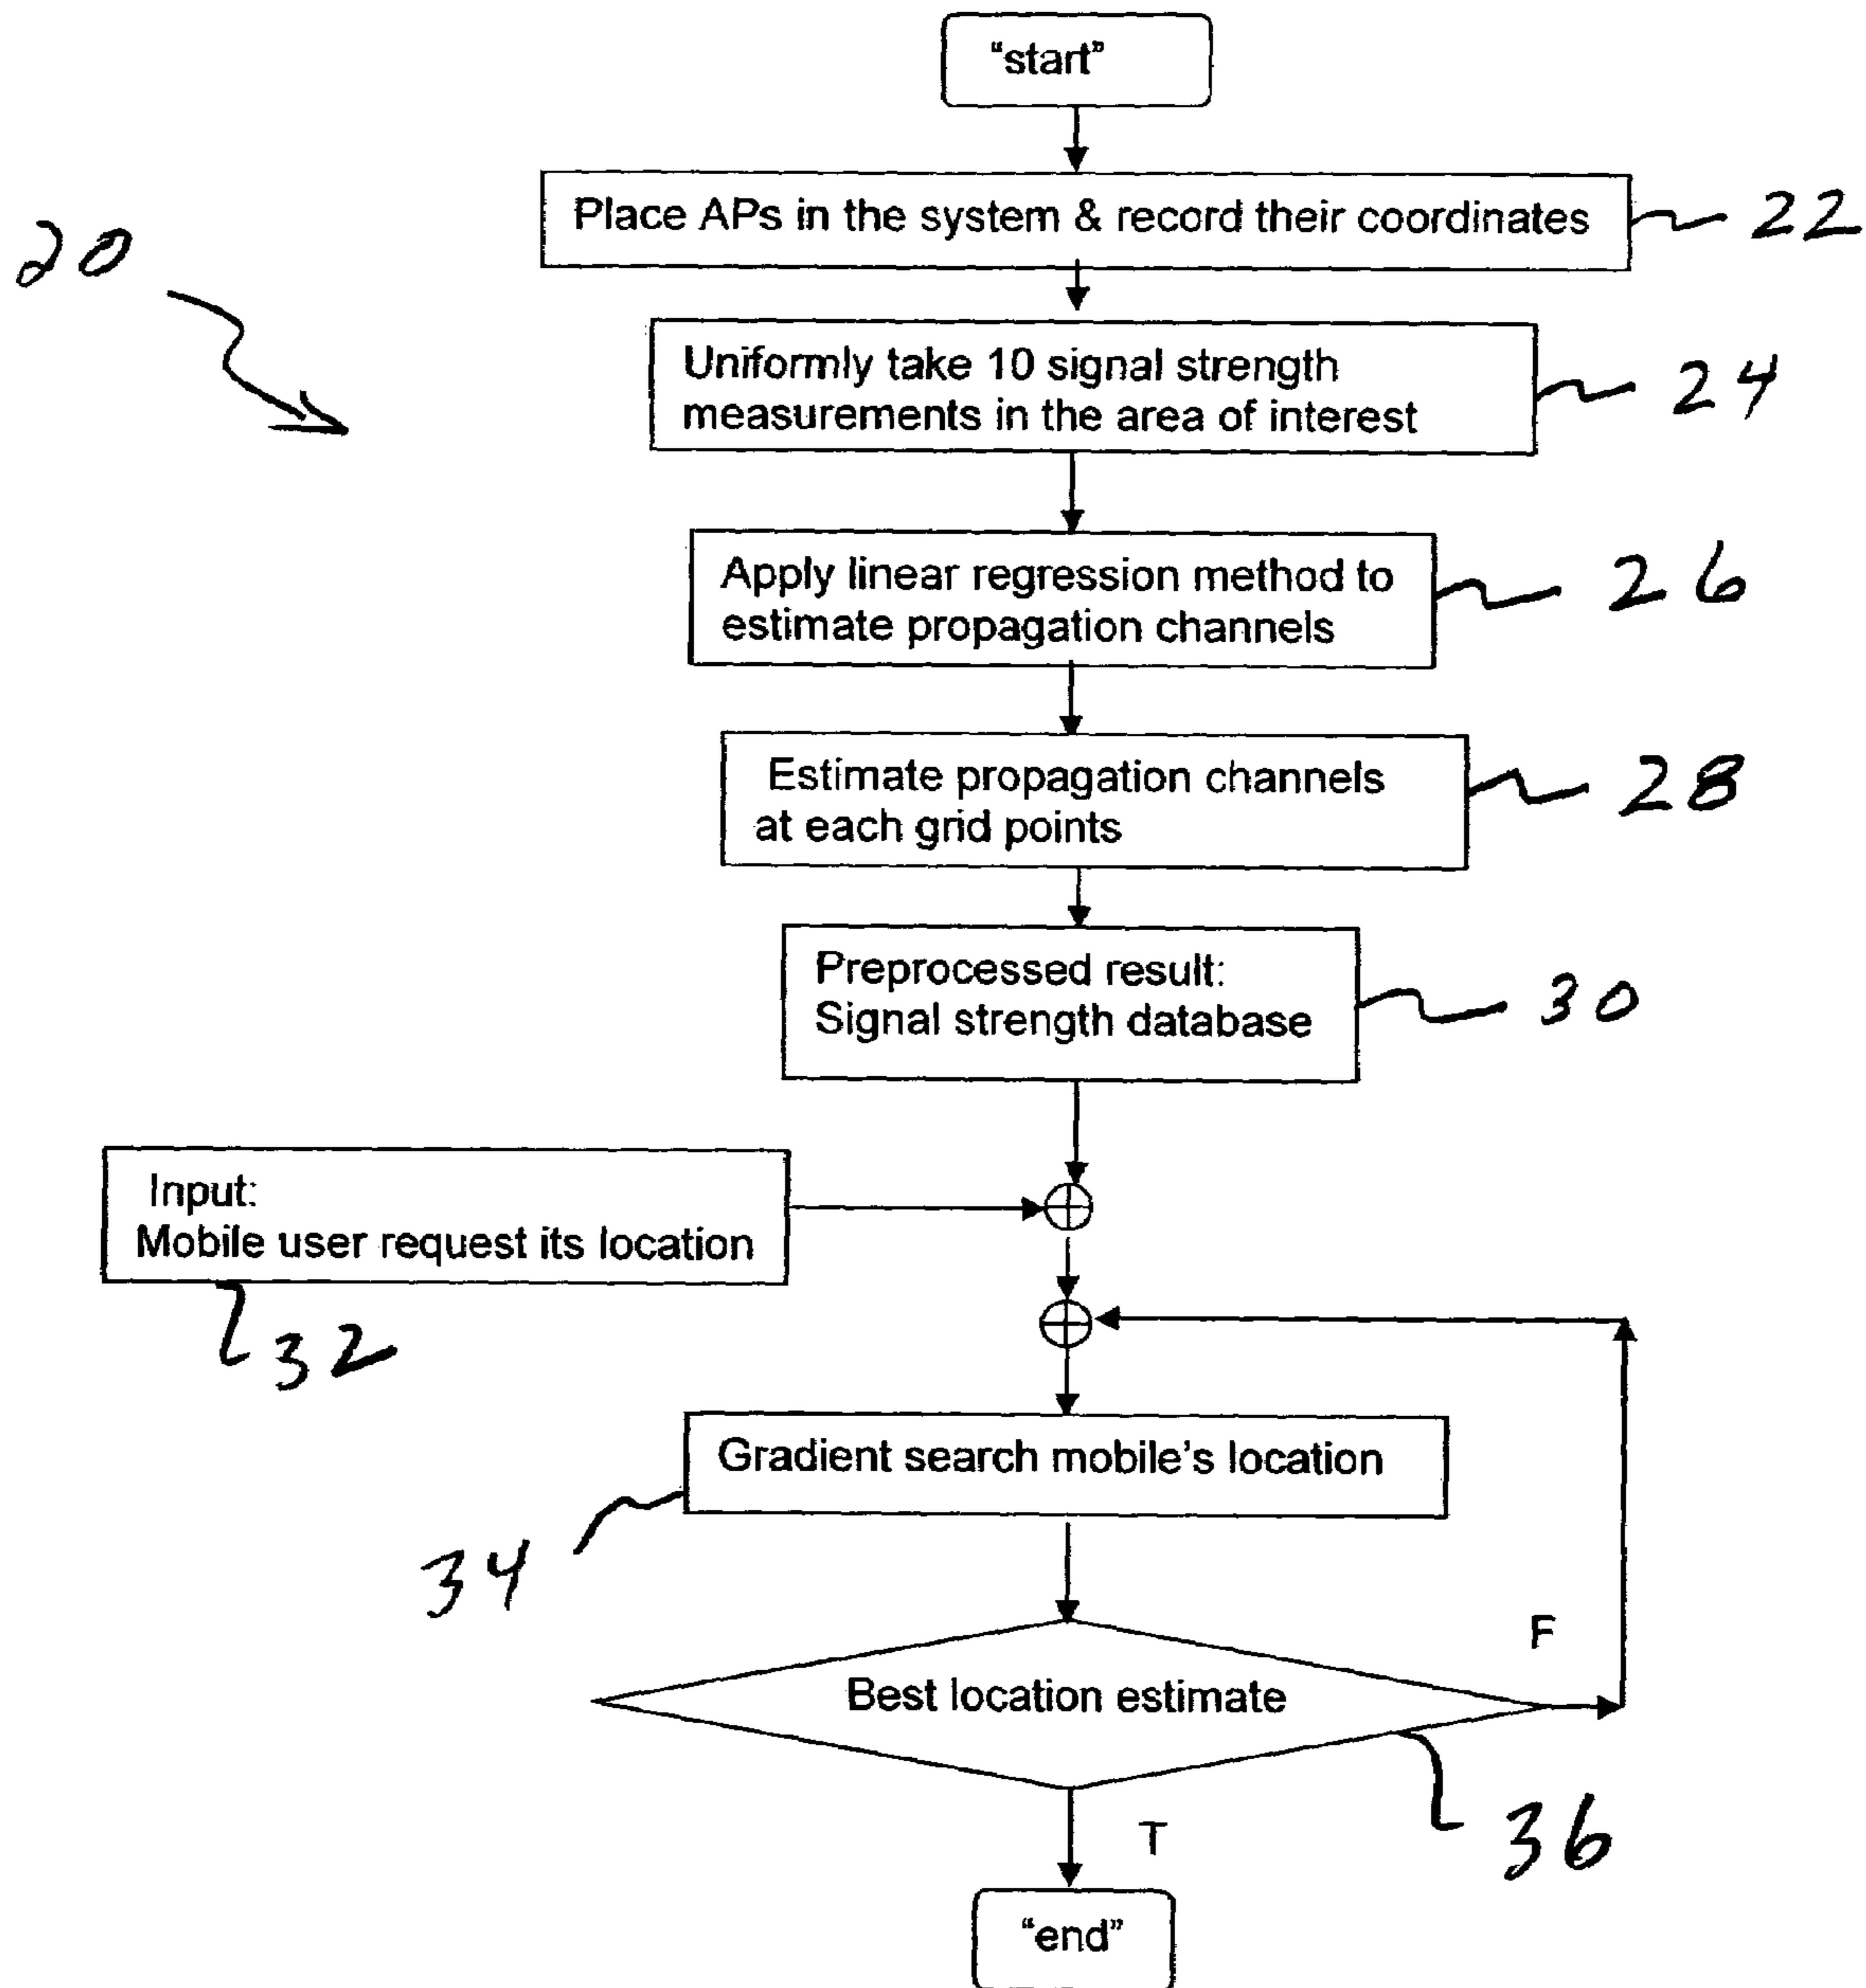 “start”
Place APs in the system & record their coordinates
22
20
Uniformly take 10 signal strength
measurements in the area of interest
24
Apply linear regression method to
estimate propagation channels
26
Estimate propagation channels
at each grid points
28
Preprocessed result:
Signal strength database
30
Input:
Mobile user request its location
32
Gradient search mobile's location
34
F
Best location estimate
36
T
“end”